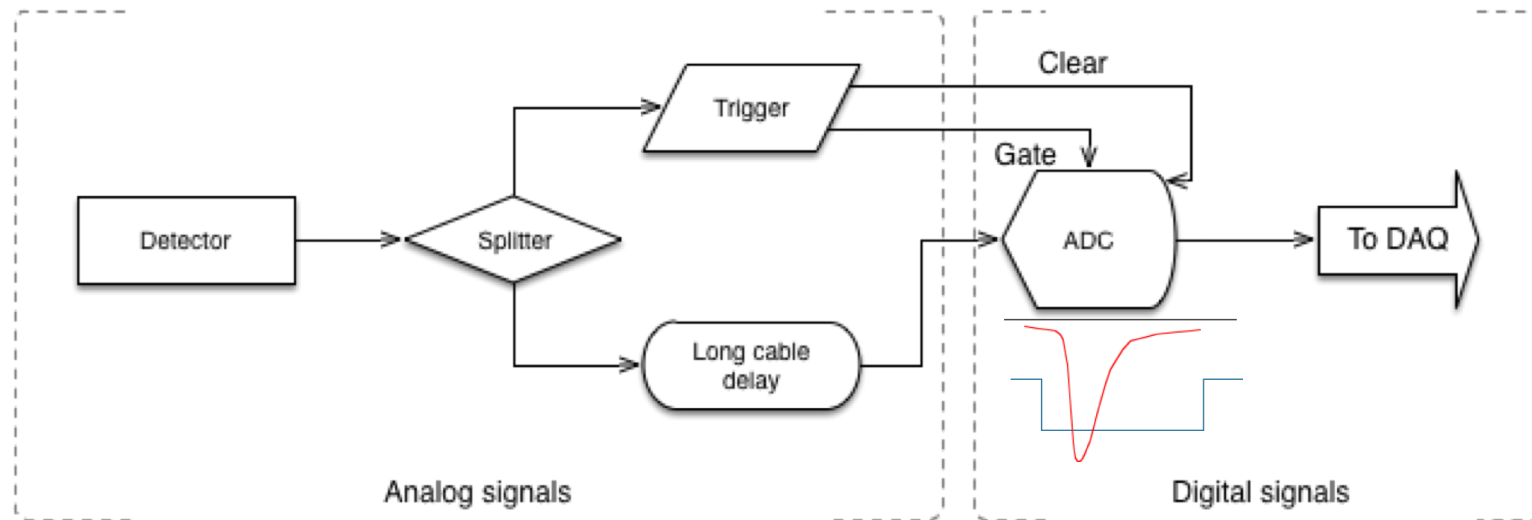 Clear
Trigger
Gate
Detector
Splitter
ADC
To DAQ
Long cable
delay
Analog signals
Digital signals